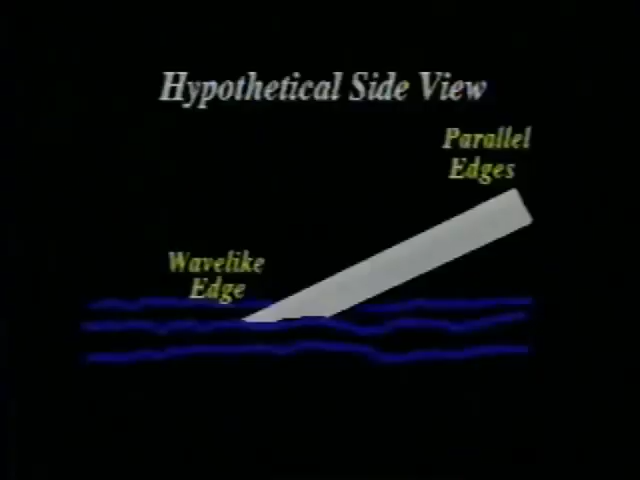 Hypothetical Side View
Parallel
Edges
Wavelike
Edge